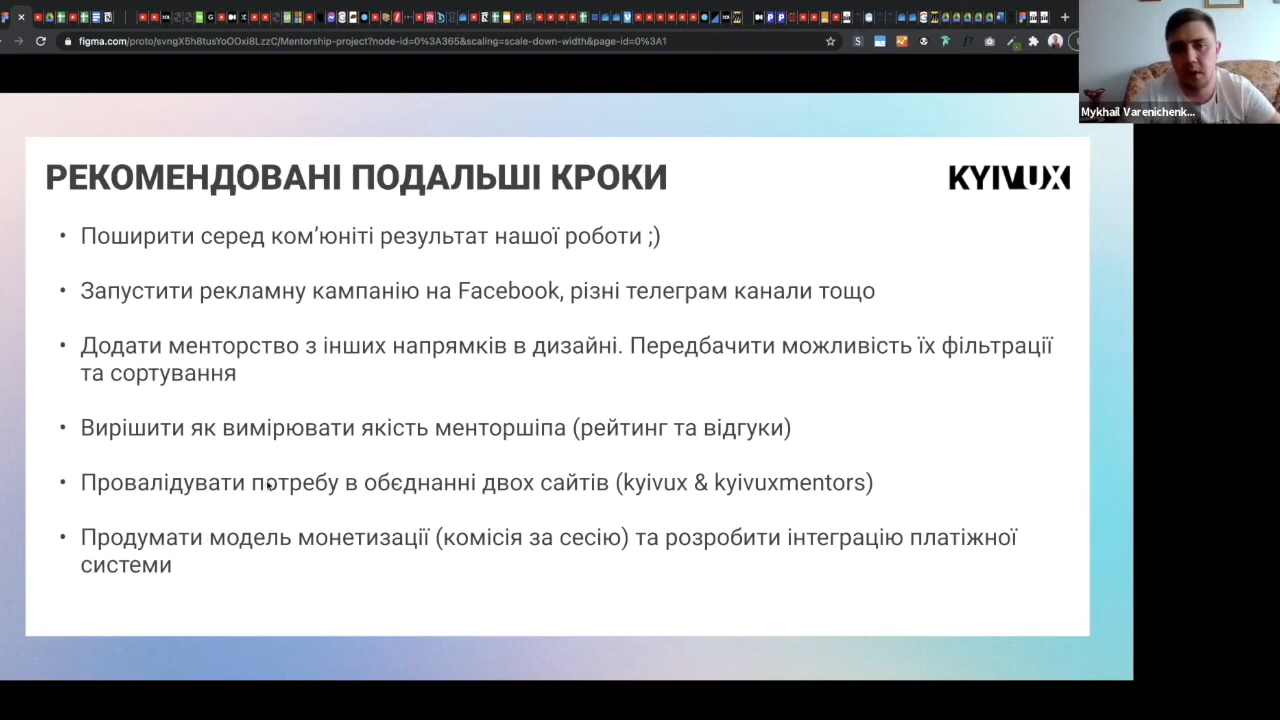 figma.com/proto/svngX5h8tusYoOOxi8LzzC/Mentorship-project?node-id=0%3A365&scaling=scale-down-width&page-id=0%3A1
Mykhail Varenichenk...
РЕКОМЕНДОВАНІ ПОДАЛЬШІ КРОКИ
KYIVUX
• Поширити серед ком’юніті результат нашої роботи ;)
• Запустити рекламну кампанію на Facebook, різні телеграм канали тощо
• Додати менторство з інших напрямків в дизайні. Передбачити можливість їх фільтрації
та сортування
• Вирішити як вимірювати якість менторшіпа (рейтинг та відгуки)
• Провалідувати потребу в обєднанні двох сайтів (kyivux & kyivuxmentors)
• Продумати модель монетизації (комісія за сесію) та розробити інтеграцію платіжної
системи